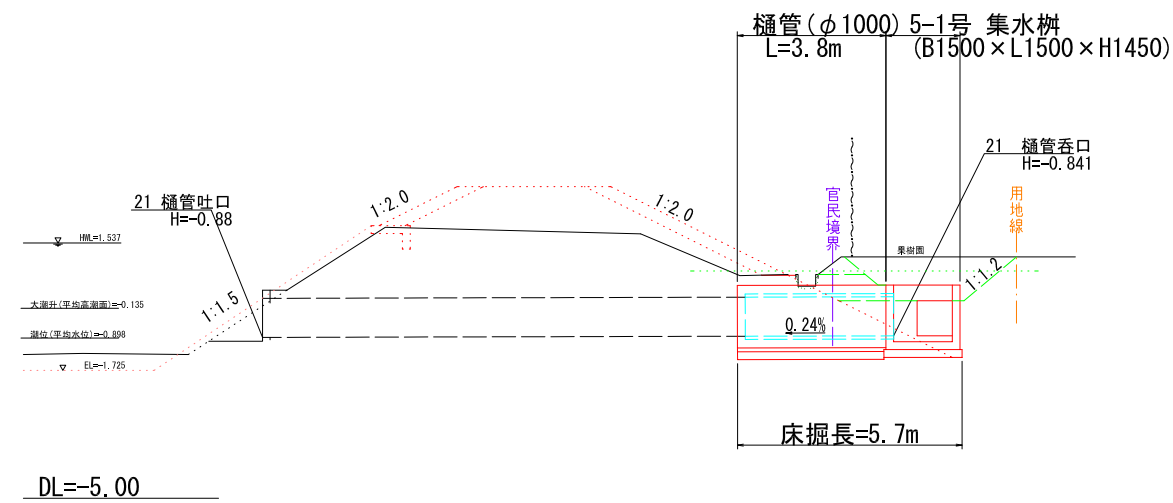 樋管(φ1000) 5-1号 集水桝
L=3.8m
(B1500×L1500×H1450)
21 樋管呑口
H=-0.841
21 樋管吐口
H=-0.88
1:2.0
1:2.0
官民境界
用地線
HWL=1.537
果樹園
1:1.2
大潮升(平均高潮面)=-0.135
1:1.5
潮位(平均水位)=-0.898
0.24%
EL=-1.725
床掘長=5.7m
DL=-5.00